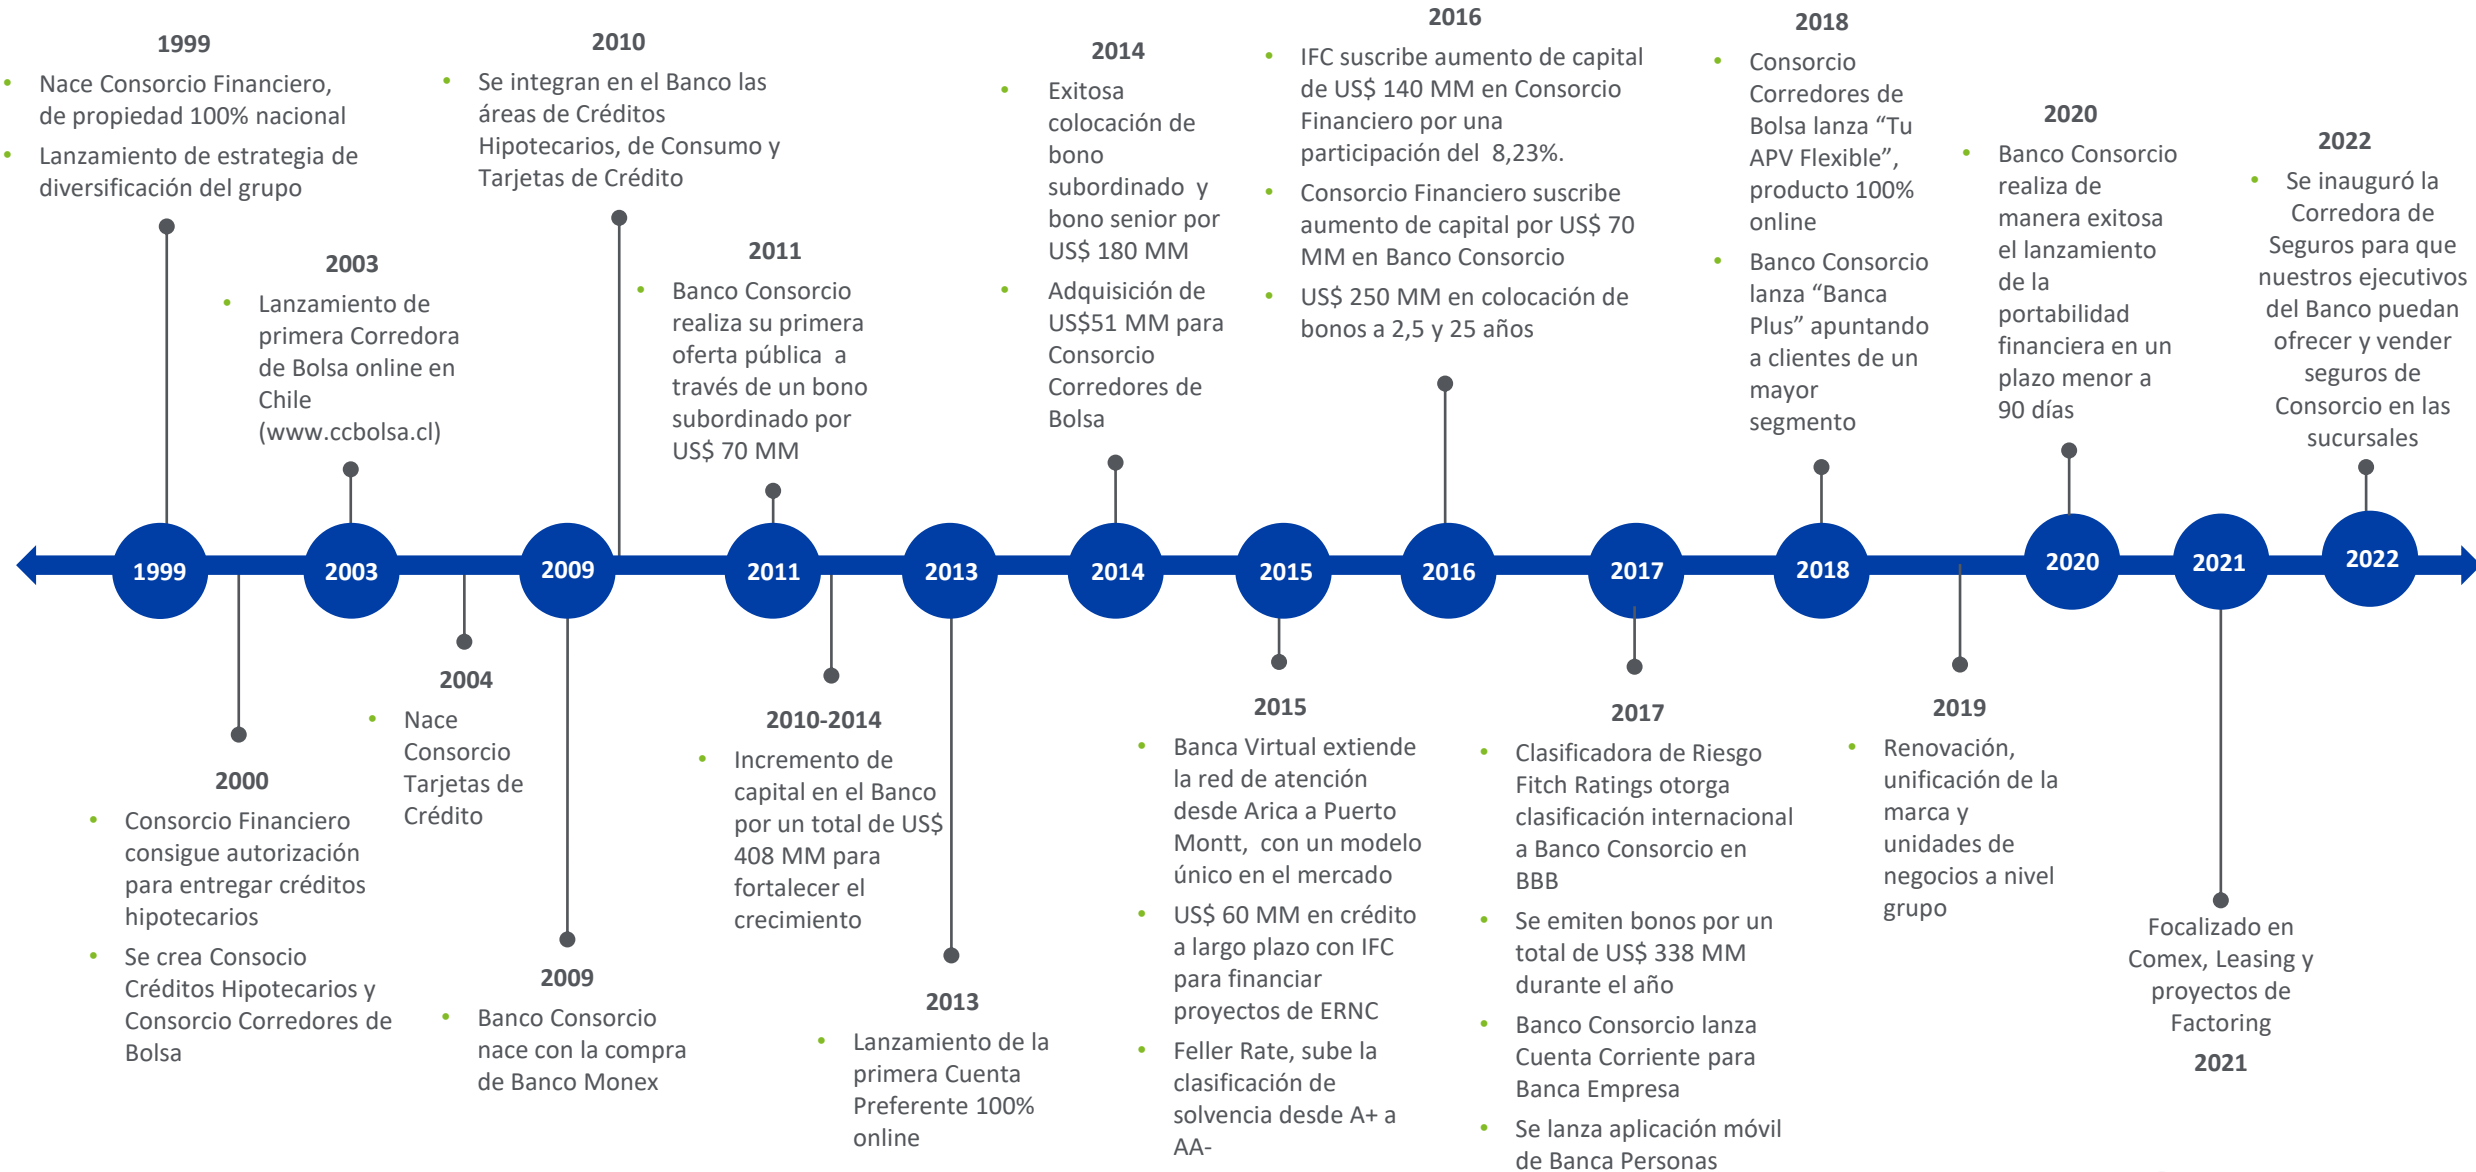 1999
• Nace Consorcio Financiero,
de propiedad 100% nacional
• Lanzamiento de estrategia de
diversificación del grupo
2003
• Lanzamiento de
primera Corredora
de Bolsa online en
Chile
(www.ccbolsa.cl)
2010
• Se integran en el Banco las
áreas de Créditos
Hipotecarios, de Consumo y
Tarjetas de Crédito
2011
• Banco Consorcio
realiza su primera
oferta pública a
través de un bono
subordinado por
US$ 70 MM
2014
• Exitosa
colocación de
bono
subordinado y
bono senior por
US$ 180 MM
• Adquisición de
US$51 MM para
Consorcio
Corredores de
Bolsa
2016
• IFC suscribe aumento de capital
de US$ 140 MM en Consorcio
Financiero por una
participación del 8,23%.
• Consorcio Financiero suscribe
aumento de capital por US$ 70
MM en Banco Consorcio
• US$ 250 MM en colocación de
bonos a 2,5 y 25 años
2018
• Consorcio
Corredores de
Bolsa lanza “Tu
APV Flexible”,
producto 100%
online
• Banco Consorcio
lanza “Banca
Plus” apuntando
a clientes de un
mayor
segmento
2020
• Banco Consorcio
realiza de
manera exitosa
el lanzamiento
de la
portabilidad
financiera en un
plazo menor a
90 días
2022
• Se inauguró la
Corredora de
Seguros para que
nuestros ejecutivos
del Banco puedan
ofrecer y vender
seguros de
Consorcio en las
sucursales
1999
2003
2009
2011
2013
2014
2015
2016
2017
2018
2020
2021
2022
2000
• Consorcio Financiero
consigue autorización
para entregar créditos
hipotecarios
• Se crea Consocio
Créditos Hipotecarios y
Consorcio Corredores de
Bolsa
2004
• Nace
Consorcio
Tarjetas de
Crédito
2009
• Banco Consorcio
nace con la compra
de Banco Monex
2010-2014
• Incremento de
capital en el Banco
por un total de US$
408 MM para
fortalecer el
crecimiento
2013
• Lanzamiento de la
primera Cuenta
Preferente 100%
online
2015
• Banca Virtual extiende
la red de atención
desde Arica a Puerto
Montt, con un modelo
único en el mercado
• US$ 60 MM en crédito
a largo plazo con IFC
para financiar
proyectos de ERNC
• Feller Rate, sube la
clasificación de
solvencia desde A+ a
AA-
2017
• Clasificadora de Riesgo
Fitch Ratings otorga
clasificación internacional
a Banco Consorcio en
BBB
• Se emiten bonos por un
total de US$ 338 MM
durante el año
• Banco Consorcio lanza
Cuenta Corriente para
Banca Empresa
• Se lanza aplicación móvil
de Banca Personas
2019
• Renovación,
unificación de la
marca y
unidades de
negocios a nivel
grupo
Focalizado en
Comex, Leasing y
proyectos de
Factoring
2021